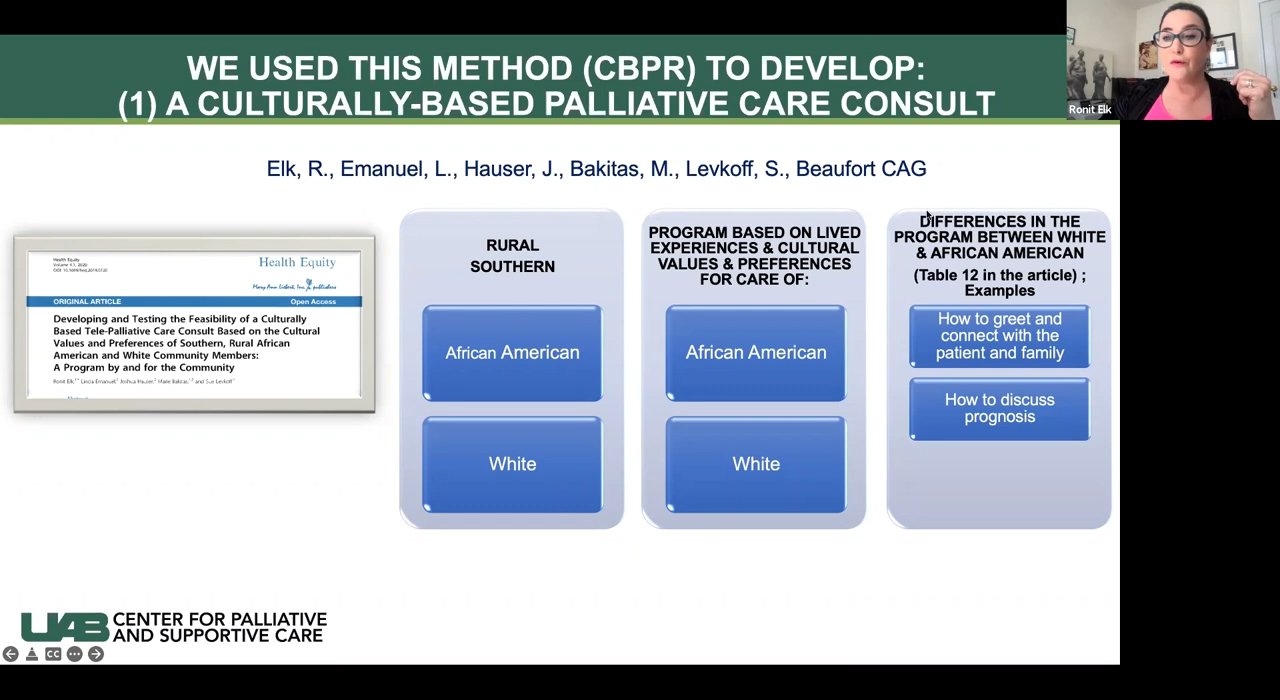 WE USED THIS METHOD (CBPR) TO DEVELOP:
(1) A CULTURALLY-BASED PALLIATIVE CARE CONSULT
Ronit Elk
Elk, R., Emanuel, L., Hauser, J., Bakitas, M., Levkoff, S., Beaufort CAG
Health Equity
Volume 4.1, 2020
Health Equity
Mary Ann Liebert, Inc. publishers
ORIGINAL ARTICLE
Open Access
Developing and Testing the Feasibility of a Culturally
Based Tele-Palliative Care Consult Based on the Cultural
Values and Preferences of Southern, Rural African
American and White Community Members:
A Program by and for the Community
Ronit Elk, Linda Emanuel, Joshua Hauser, Marie Bakitas, and Sue Levkoff
RURAL
SOUTHERN
African American
White
PROGRAM BASED ON LIVED
EXPERIENCES & CULTURAL
VALUES & PREFERENCES
FOR CARE OF:
African American
White
DIFFERENCES IN THE
PROGRAM BETWEEN WHITE
& AFRICAN AMERICAN
(Table 12 in the article) ;
Examples
How to greet and
connect with the
patient and family
How to discuss
prognosis
UAB
CENTER FOR PALLIATIVE
AND SUPPORTIVE CARE
CC